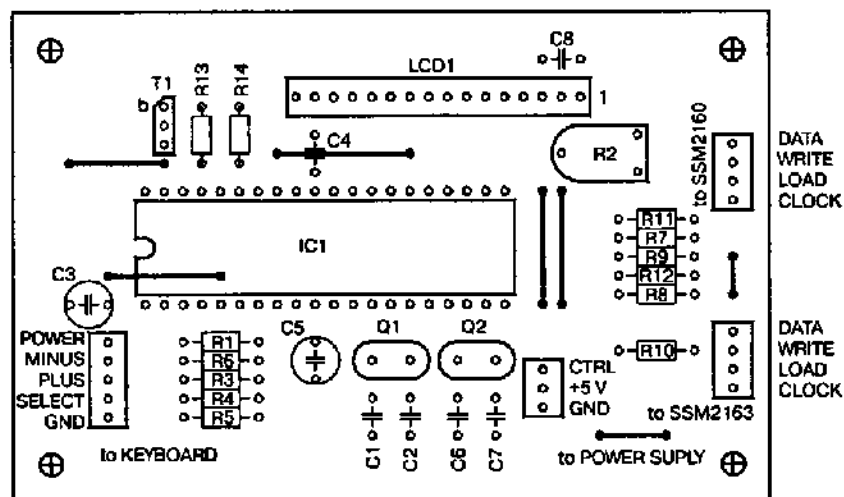 C8
LCD1
T1
R13
R14
b
1
C4
R2
to SSM2160
DATA
WRITE
LOAD
CLOCK
IC1
R11
R7
R9
R12
R8
C3
POWER
MINUS
PLUS
SELECT
GND
R1
R6
R3
R4
R5
C5
Q1
Q2
CTRL
+5 V
GND
R10
DATA
WRITE
LOAD
CLOCK
to SSM2163
C1
C2
C6
C7
to KEYBOARD
to POWER SUPLY